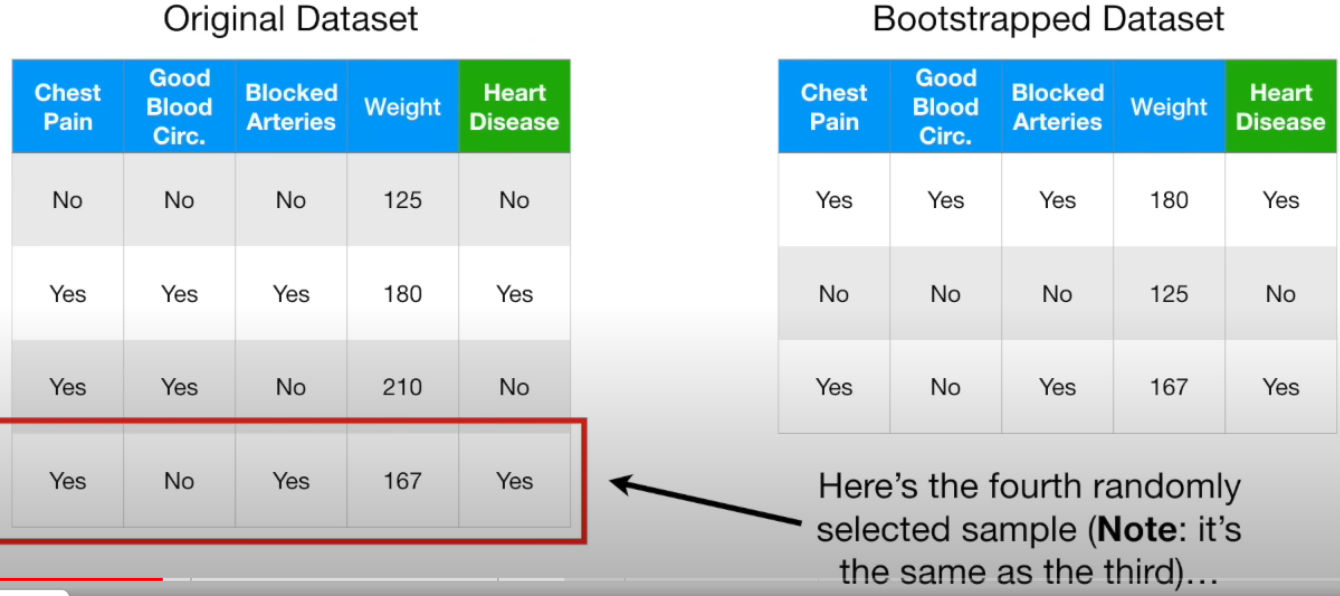 Original Dataset
Chest Pain Good Blood Circ. Blocked Arteries Weight Heart Disease
No No No 125 No
Yes Yes Yes 180 Yes
Yes Yes No 210 No
Yes No Yes 167 Yes
Bootstrapped Dataset
Chest Pain Good Blood Circ. Blocked Arteries Weight Heart Disease
Yes Yes Yes 180 Yes
No No No 125 No
Yes No Yes 167 Yes
Here's the fourth randomly
selected sample (Note: it's
the same as the third)…